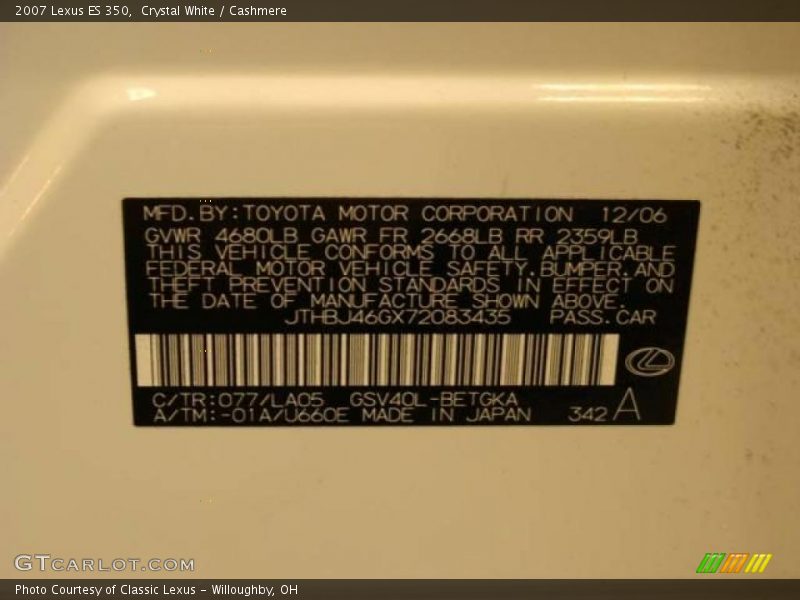 2007 Lexus ES 350,  Crystal White / Cashmere
MFD.BY:TOYOTA MOTOR CORPORATION 12/06
GVWR 4680LB GAWR FR 2668LB RR 2359LB
THIS VEHICLE CONFORMS TO ALL APPLICABLE
FEDERAL MOTOR VEHICLE SAFETY,BUMPER,AND
THEFT PREVENTION STANDARDS IN EFFECT ON
THE DATE OF MANUFACTURE SHOWN ABOVE.
JTHBJ46GX72083435 PASS.CAR
C/TR:077/LA05 GSV40L-BETGKA
A/TM:-01A/U660E MADE IN JAPAN 342 A
GTCARLOT.COM
Photo Courtesy of Classic Lexus - Willoughby, OH